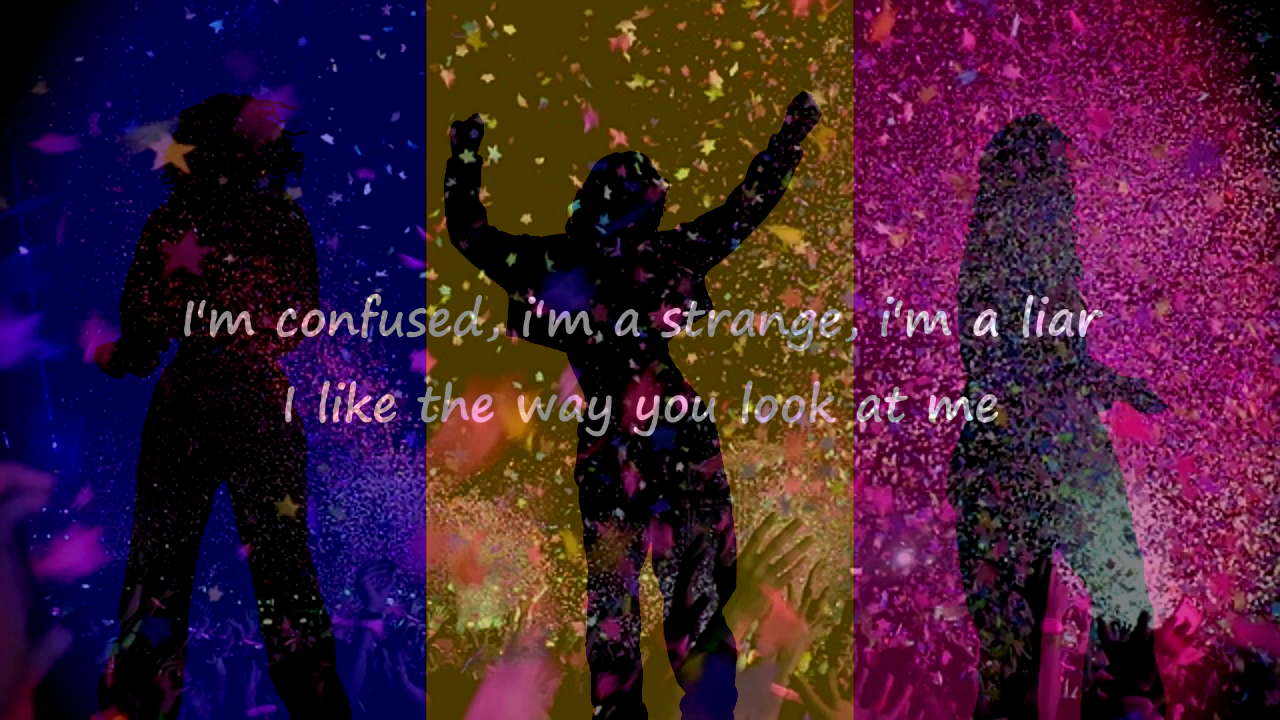 I'm confused, i'm a strange, i'm a liar
I like the way you look at me